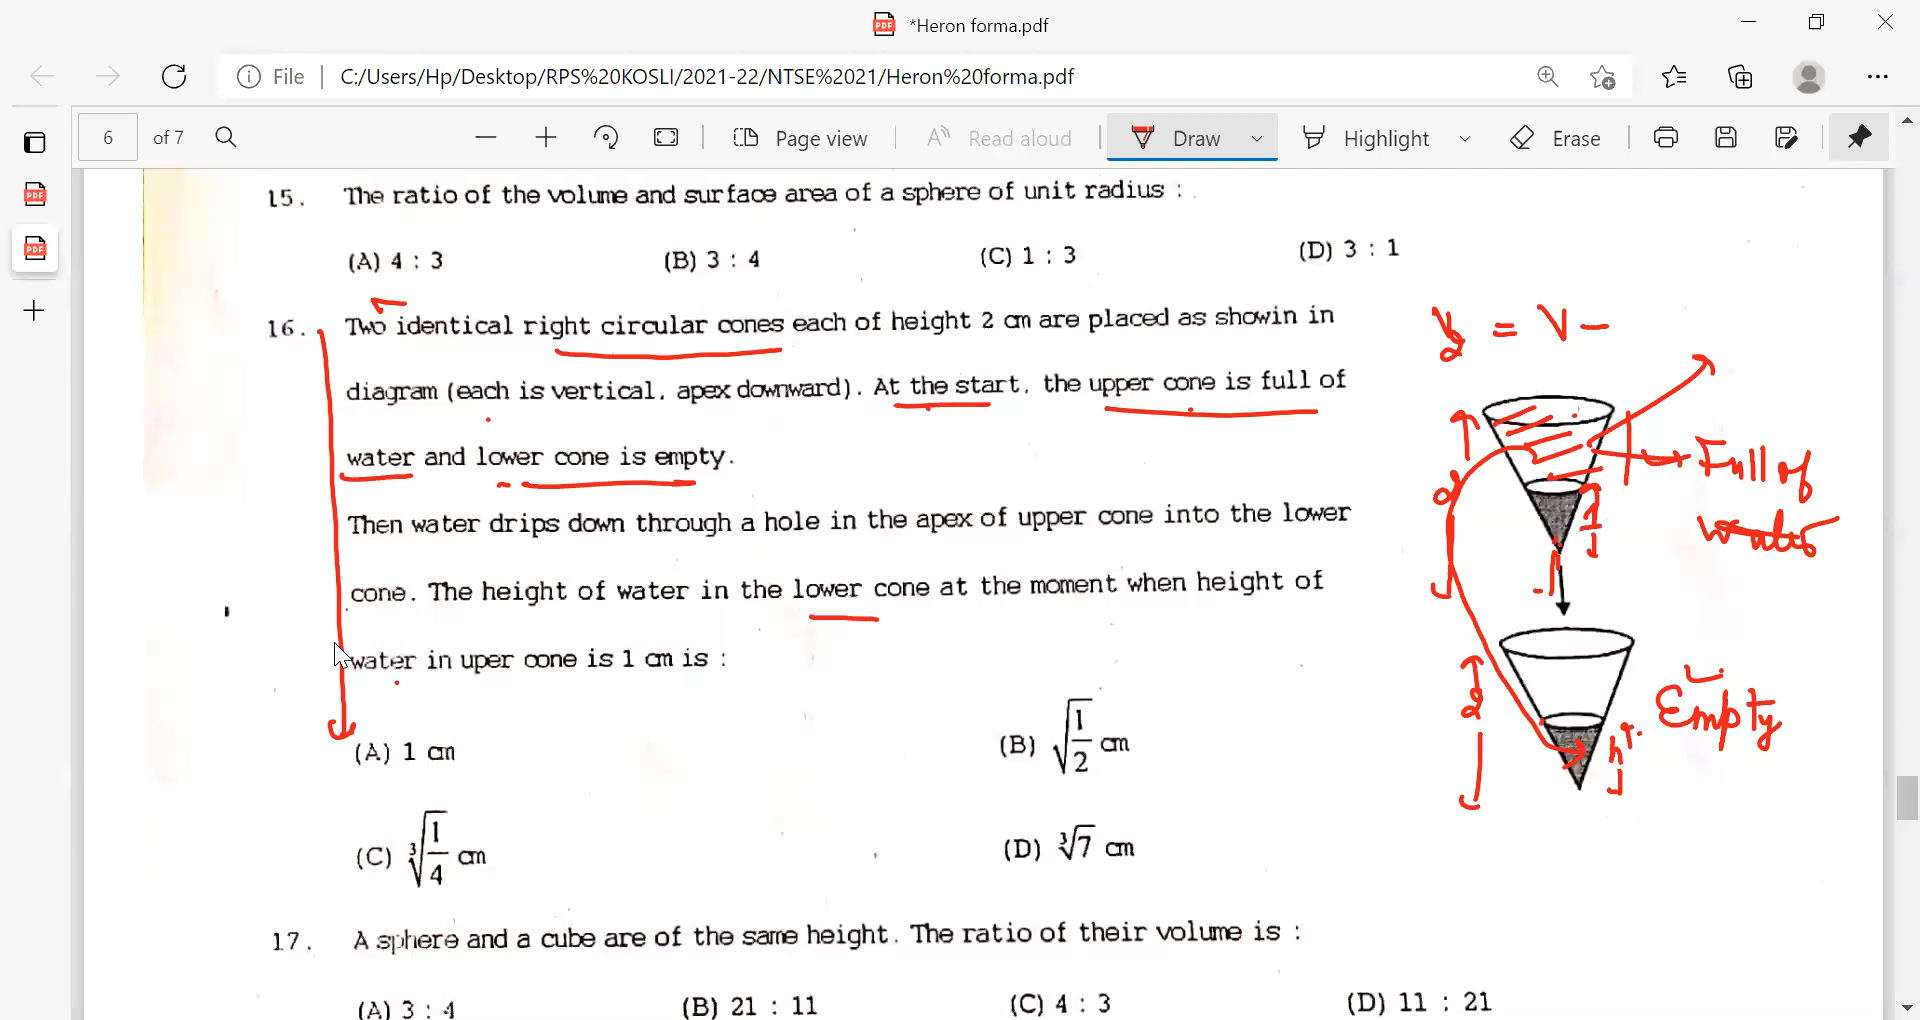 *Heron forma.pdf
File | C:/Users/Hp/Desktop/RPS%20KOSLI/2021-22/NTSE%2021/Heron%20forma.pdf
6 of 7 Page view Read aloud Draw Highlight Erase
15. The ratio of the volume and surface area of a sphere of unit radius :
(A) 4 : 3 (B) 3 : 4 (C) 1 : 3 (D) 3 : 1
16. Two identical right circular cones each of height 2 cm are placed as showin in
diagram (each is vertical, apex downward). At the start, the upper cone is full of
water and lower cone is empty.
Then water drips down through a hole in the apex of upper cone into the lower
cone. The height of water in the lower cone at the moment when height of
water in uper cone is 1 cm is :
(A) 1 cm (B) √(1/2) cm
(C) ∛(1/4) cm (D) ∛7 cm
= V -
2
1
Full of
2
h
Empty
17. A sphere and a cube are of the same height. The ratio of their volume is :
(A) 3 : 4 (B) 21 : 11 (C) 4 : 3 (D) 11 : 21